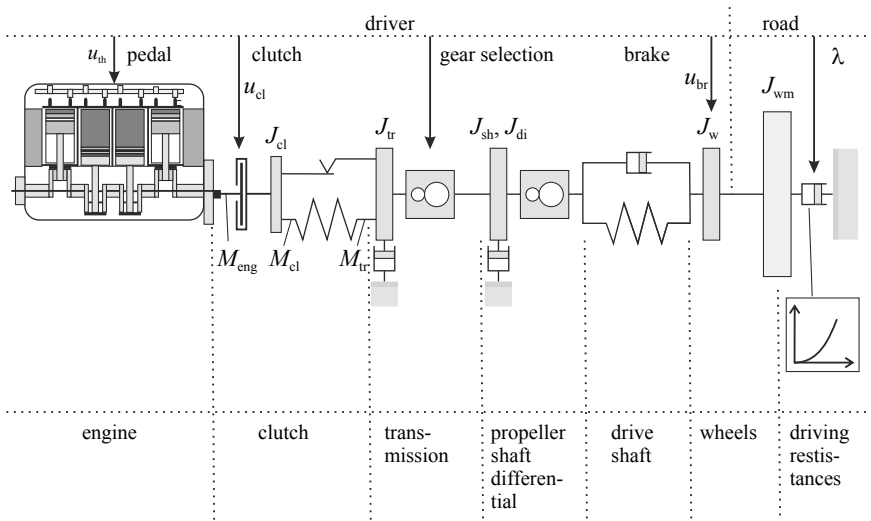 driver
road
u_th pedal
clutch
gear selection
brake
λ
u_cl
u_br
J_wm
J_cl
J_tr
J_sh, J_di
J_w
M_eng
M_cl
M_tr
engine
clutch
trans-
mission
propeller
shaft
differen-
tial
drive
shaft
wheels
driving
restis-
tances